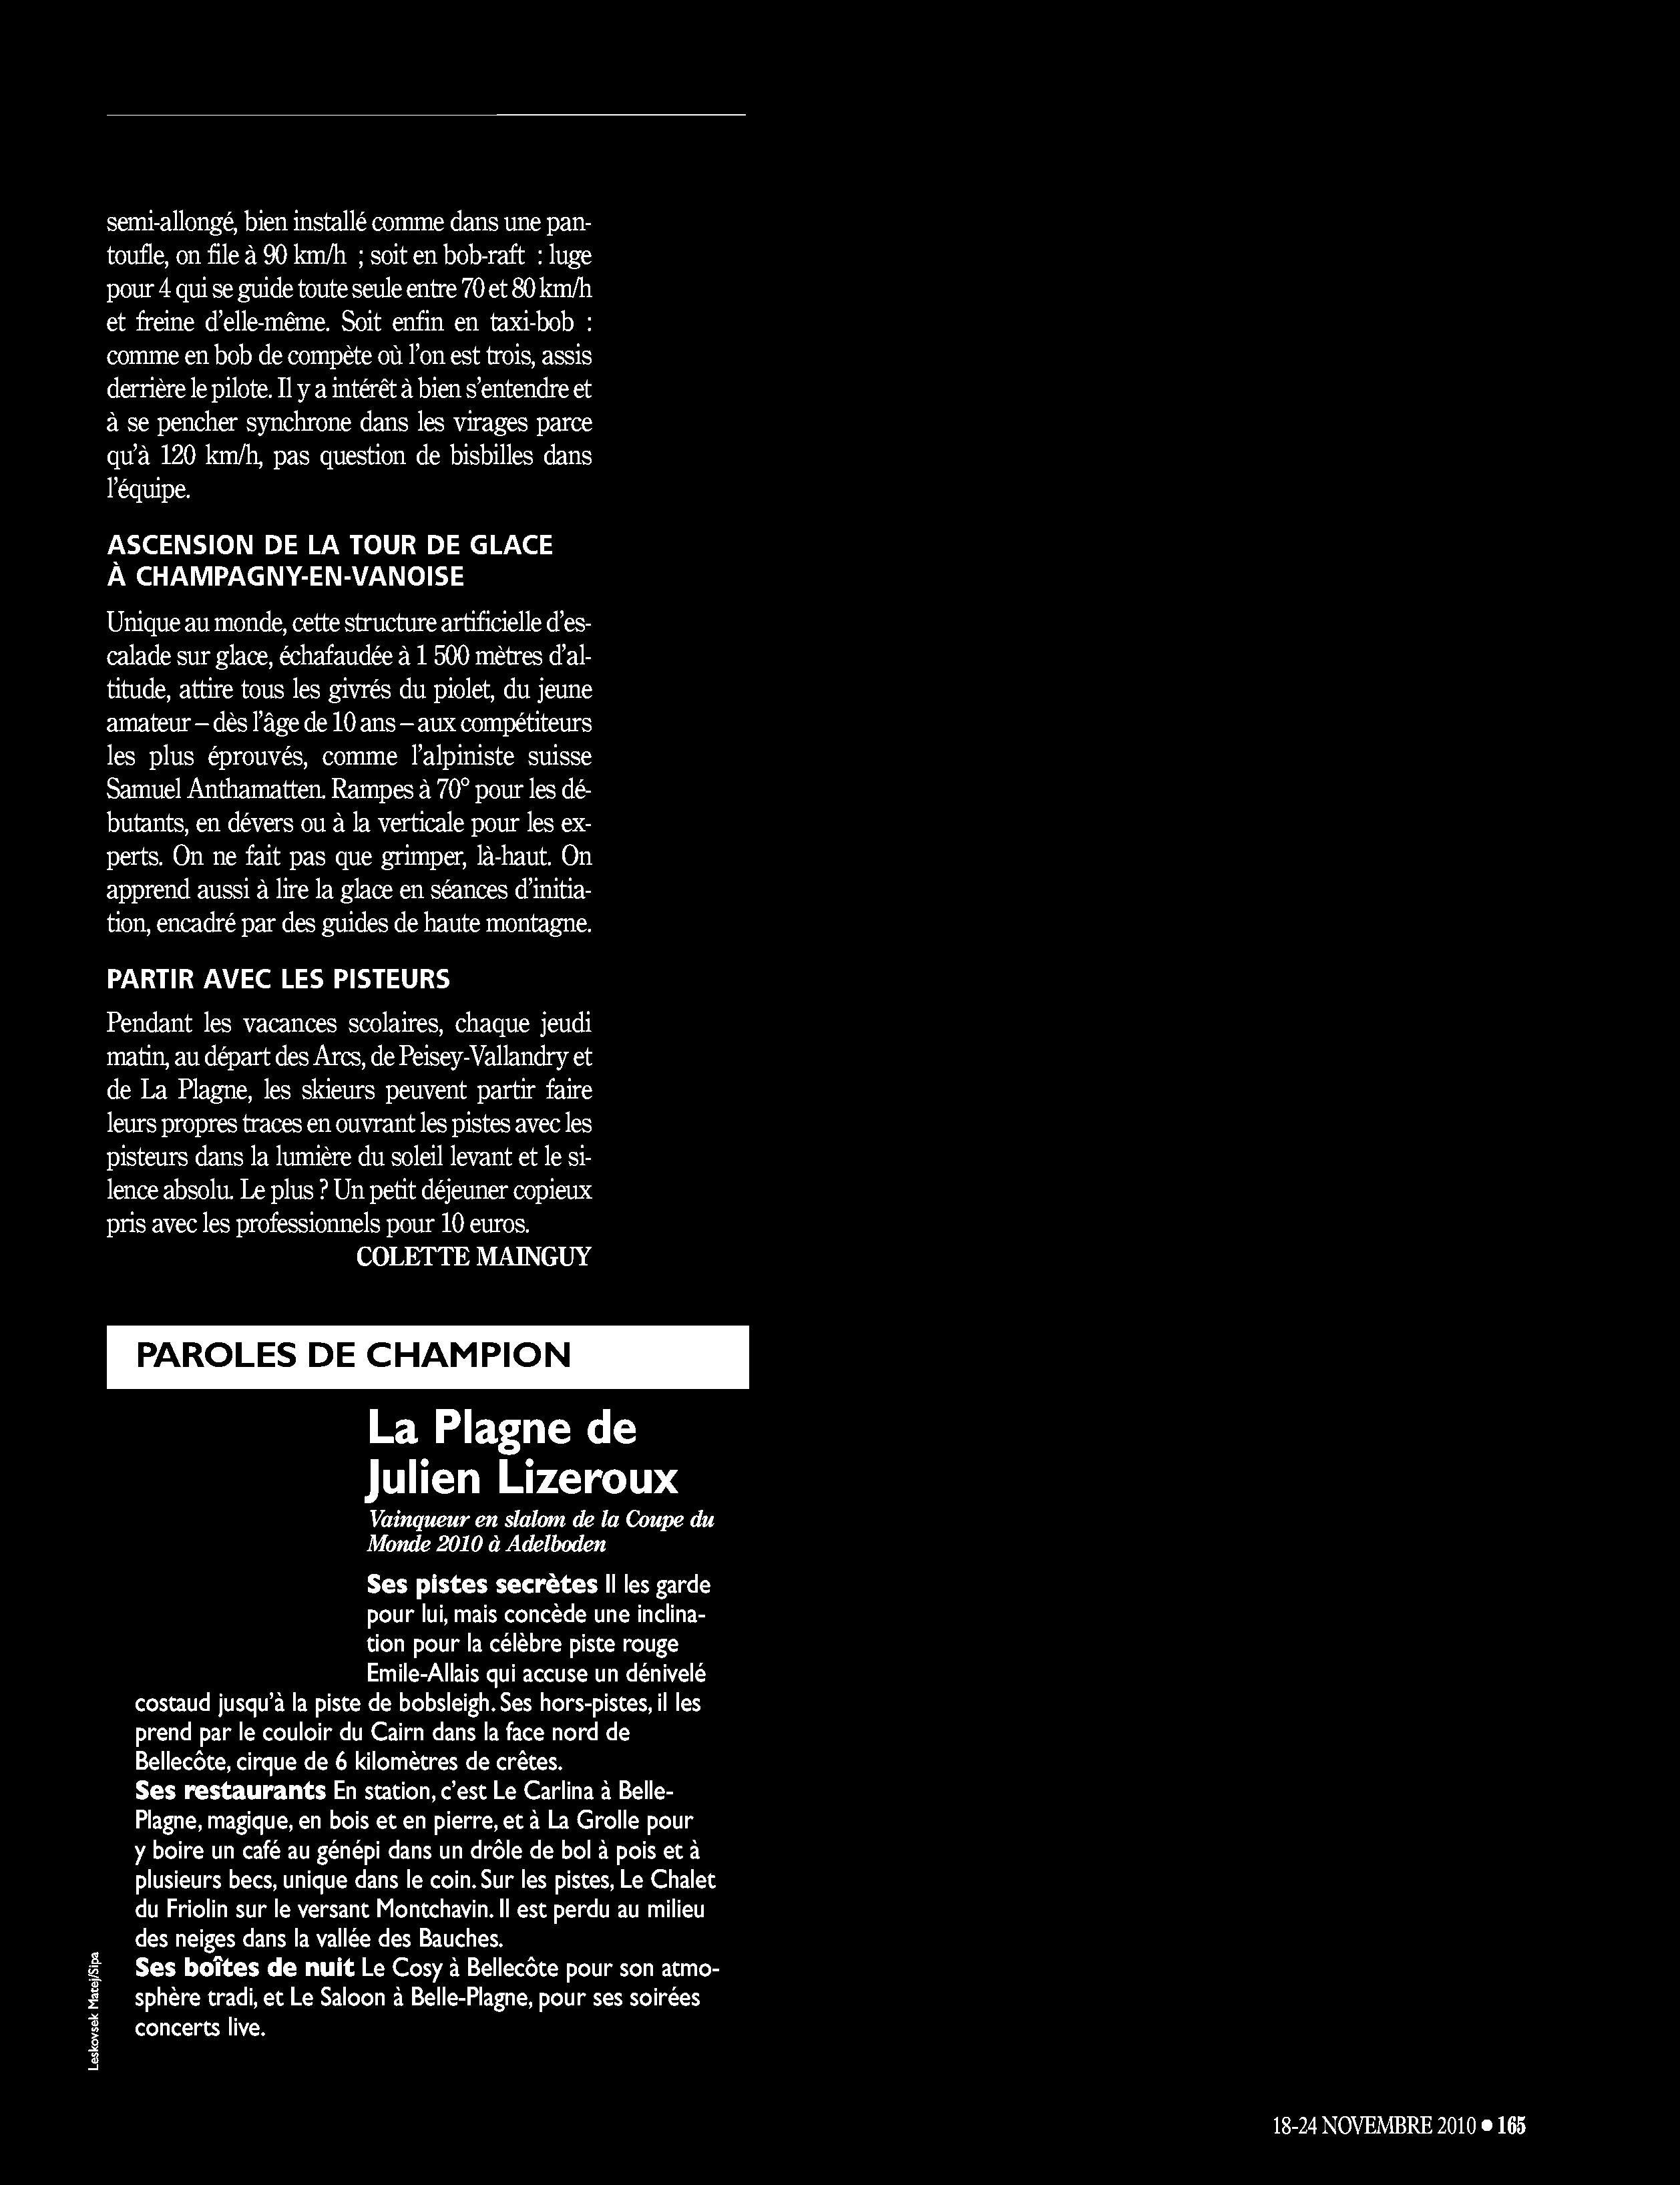 semi-allongé, bien installé comme dans une pan-
toufle, on file à 90 km/h ; soit en bob-raft : luge
pour 4 qui se guide toute seule entre 70 et 80 km/h
et freine d’elle-même. Soit enfin en taxi-bob :
comme en bob de compète où l’on est trois, assis
derrière le pilote. Il y a intérêt à bien s’entendre et
à se pencher synchrone dans les virages parce
qu’à 120 km/h, pas question de bisbilles dans
l’équipe.
ASCENSION DE LA TOUR DE GLACE
À CHAMPAGNY-EN-VANOISE
Unique au monde, cette structure artificielle d’es-
calade sur glace, échafaudée à 1 500 mètres d’al-
titude, attire tous les givrés du piolet, du jeune
amateur – dès l’âge de 10 ans – aux compétiteurs
les plus éprouvés, comme l’alpiniste suisse
Samuel Anthamatten. Rampes à 70° pour les dé-
butants, en dévers ou à la verticale pour les ex-
perts. On ne fait pas que grimper, là-haut. On
apprend aussi à lire la glace en séances d’initia-
tion, encadré par des guides de haute montagne.
PARTIR AVEC LES PISTEURS
Pendant les vacances scolaires, chaque jeudi
matin, au départ des Arcs, de Peisey-Vallandry et
de La Plagne, les skieurs peuvent partir faire
leurs propres traces en ouvrant les pistes avec les
pisteurs dans la lumière du soleil levant et le si-
lence absolu. Le plus ? Un petit déjeuner copieux
pris avec les professionnels pour 10 euros.
COLETTE MAINGUY
PAROLES DE CHAMPION
La Plagne de
Julien Lizeroux
Vainqueur en slalom de la Coupe du
Monde 2010 à Adelboden
Ses pistes secrètes Il les garde
pour lui, mais concède une inclina-
tion pour la célèbre piste rouge
Emile-Allais qui accuse un dénivelé
costaud jusqu’à la piste de bobsleigh. Ses hors-pistes, il les
prend par le couloir du Cairn dans la face nord de
Bellecôte, cirque de 6 kilomètres de crêtes.
Ses restaurants En station, c’est Le Carlina à Belle-
Plagne, magique, en bois et en pierre, et à La Grolle pour
y boire un café au génépi dans un drôle de bol à pois et à
plusieurs becs, unique dans le coin. Sur les pistes, Le Chalet
du Friolin sur le versant Montchavin. Il est perdu au milieu
des neiges dans la vallée des Bauches.
Ses boîtes de nuit Le Cosy à Bellecôte pour son atmo-
sphère tradi, et Le Saloon à Belle-Plagne, pour ses soirées
concerts live.
Leskovsek Matej/Sipa
18-24 NOVEMBRE 2010 ● 165